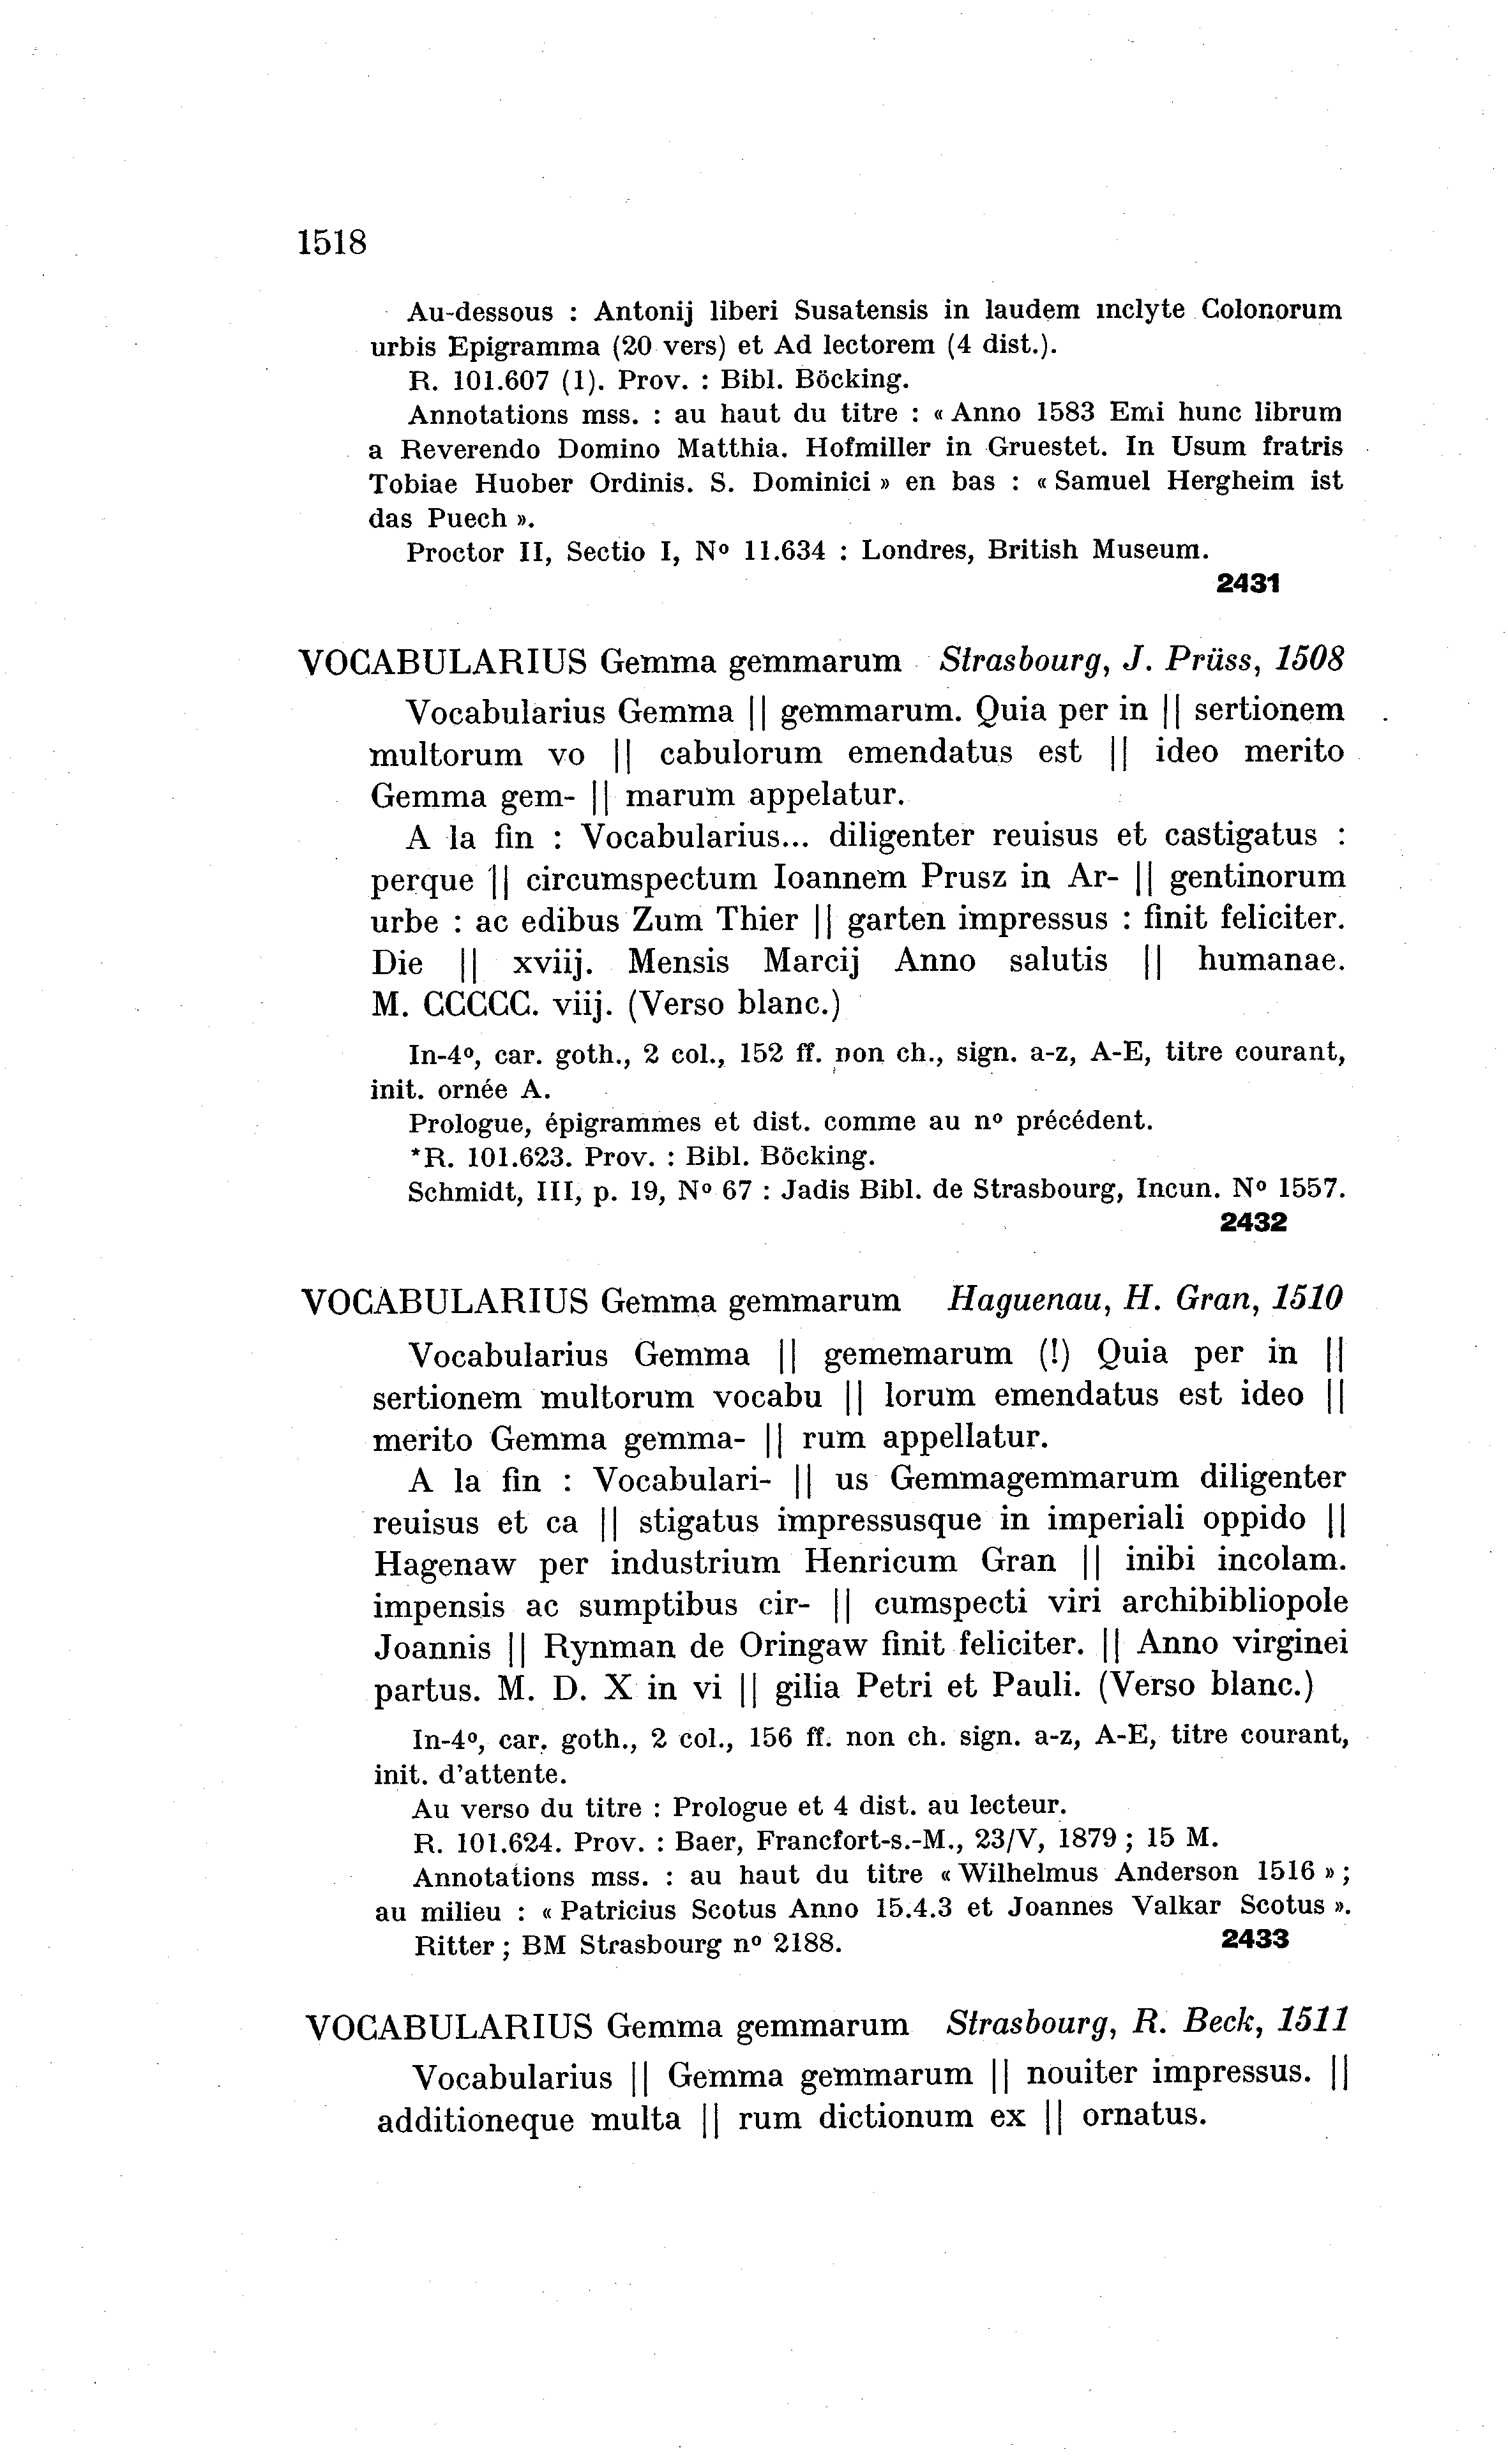 1518
Au-dessous : Antonij liberi Susatensis in laudem inclyte Colonorum
urbis Epigramma (20 vers) et Ad lectorem (4 dist.).
R. 101.607 (1). Prov. : Bibl. Böcking.
Annotations mss. : au haut du titre : « Anno 1583 Emi hunc librum
a Reverendo Domino Matthia. Hofmiller in Gruestet. In Usum fratris
Tobiae Huober Ordinis. S. Dominici » en bas : « Samuel Hergheim ist
das Puech ».
Proctor II, Sectio I, Nº 11.634 : Londres, British Museum.
2431
VOCABULARIUS Gemma gemmarum Strasbourg, J. Prüss, 1508
Vocabularius Gemma || gemmarum. Quia per in || sertionem
multorum vo || cabulorum emendatus est || ideo merito
Gemma gem- || marum appelatur.
A la fin : Vocabularius... diligenter reuisus et castigatus :
perque || circumspectum Ioannem Prusz in Ar- || gentinorum
urbe : ac edibus Zum Thier || garten impressus : finit feliciter.
Die || xviij. Mensis Marcij Anno salutis || humanae.
M. CCCCC. viij. (Verso blanc.)
In-4º, car. goth., 2 col., 152 ff. non ch., sign. a-z, A-E, titre courant,
init. ornée A.
Prologue, épigrammes et dist. comme au nº précédent.
*R. 101.623. Prov. : Bibl. Böcking.
Schmidt, III, p. 19, Nº 67 : Jadis Bibl. de Strasbourg, Incun. Nº 1557.
2432
VOCABULARIUS Gemma gemmarum Haguenau, H. Gran, 1510
Vocabularius Gemma || gememarum (!) Quia per in ||
sertionem multorum vocabu || lorum emendatus est ideo ||
merito Gemma gemma- || rum appellatur.
A la fin : Vocabulari- || us Gemmagemmarum diligenter
reuisus et ca || stigatus impressusque in imperiali oppido ||
Hagenaw per industrium Henricum Gran || inibi incolam.
impensis ac sumptibus cir- || cumspecti viri archibibliopole
Joannis || Rynman de Oringaw finit feliciter. || Anno virginei
partus. M. D. X in vi || gilia Petri et Pauli. (Verso blanc.)
In-4º, car. goth., 2 col., 156 ff. non ch. sign. a-z, A-E, titre courant,
init. d'attente.
Au verso du titre : Prologue et 4 dist. au lecteur.
R. 101.624. Prov. : Baer, Francfort-s.-M., 23/V, 1879 ; 15 M.
Annotations mss. : au haut du titre « Wilhelmus Anderson 1516 » ;
au milieu : « Patricius Scotus Anno 15.4.3 et Joannes Valkar Scotus ».
Ritter ; BM Strasbourg nº 2188. 2433
VOCABULARIUS Gemma gemmarum Strasbourg, R. Beck, 1511
Vocabularius || Gemma gemmarum || nouiter impressus. ||
additioneque multa || rum dictionum ex || ornatus.